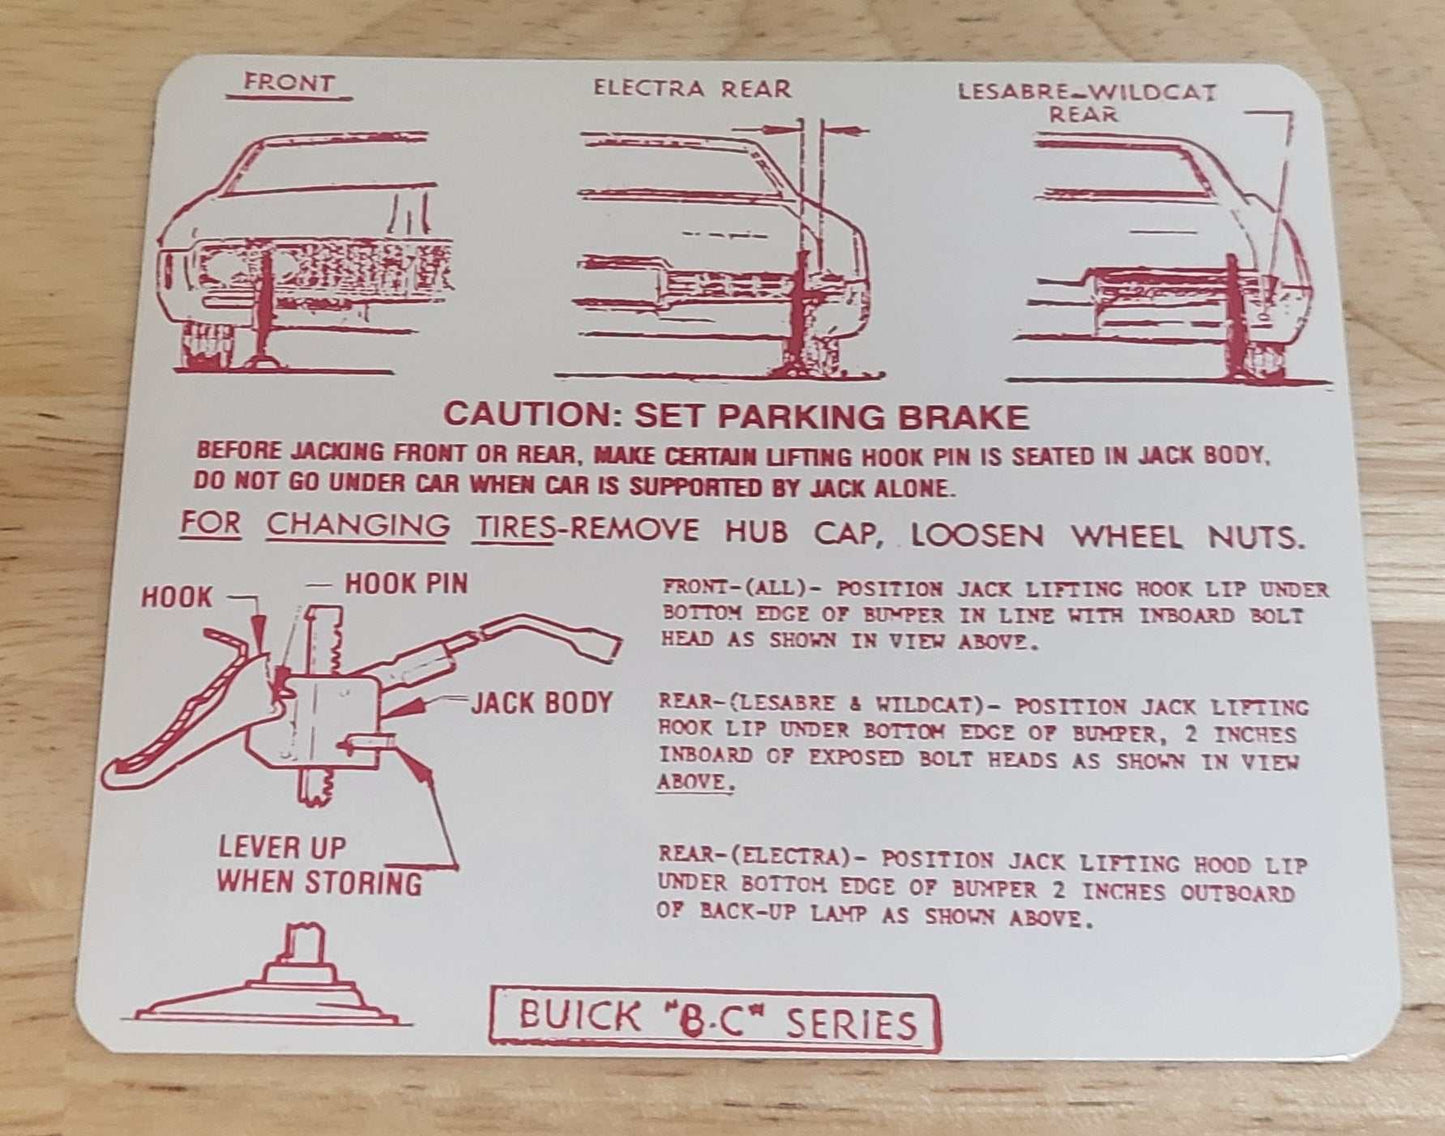 FRONT
ELECTRA REAR
LESABRE-WILDCAT
REAR
CAUTION: SET PARKING BRAKE
BEFORE JACKING FRONT OR REAR, MAKE CERTAIN LIFTING HOOK PIN IS SEATED IN JACK BODY,
DO NOT GO UNDER CAR WHEN CAR IS SUPPORTED BY JACK ALONE.
FOR CHANGING TIRES-REMOVE HUB CAP, LOOSEN WHEEL NUTS.
HOOK
HOOK PIN
JACK BODY
LEVER UP
WHEN STORING
FRONT-(ALL)- POSITION JACK LIFTING HOOK LIP UNDER
BOTTOM EDGE OF BUMPER IN LINE WITH INBOARD BOLT
HEAD AS SHOWN IN VIEW ABOVE.
REAR-(LESABRE & WILDCAT)- POSITION JACK LIFTING
HOOK LIP UNDER BOTTOM EDGE OF BUMPER, 2 INCHES
INBOARD OF EXPOSED BOLT HEADS AS SHOWN IN VIEW
ABOVE.
REAR-(ELECTRA)- POSITION JACK LIFTING HOOD LIP
UNDER BOTTOM EDGE OF BUMPER 2 INCHES OUTBOARD
OF BACK-UP LAMP AS SHOWN ABOVE.
BUICK "B-C" SERIES